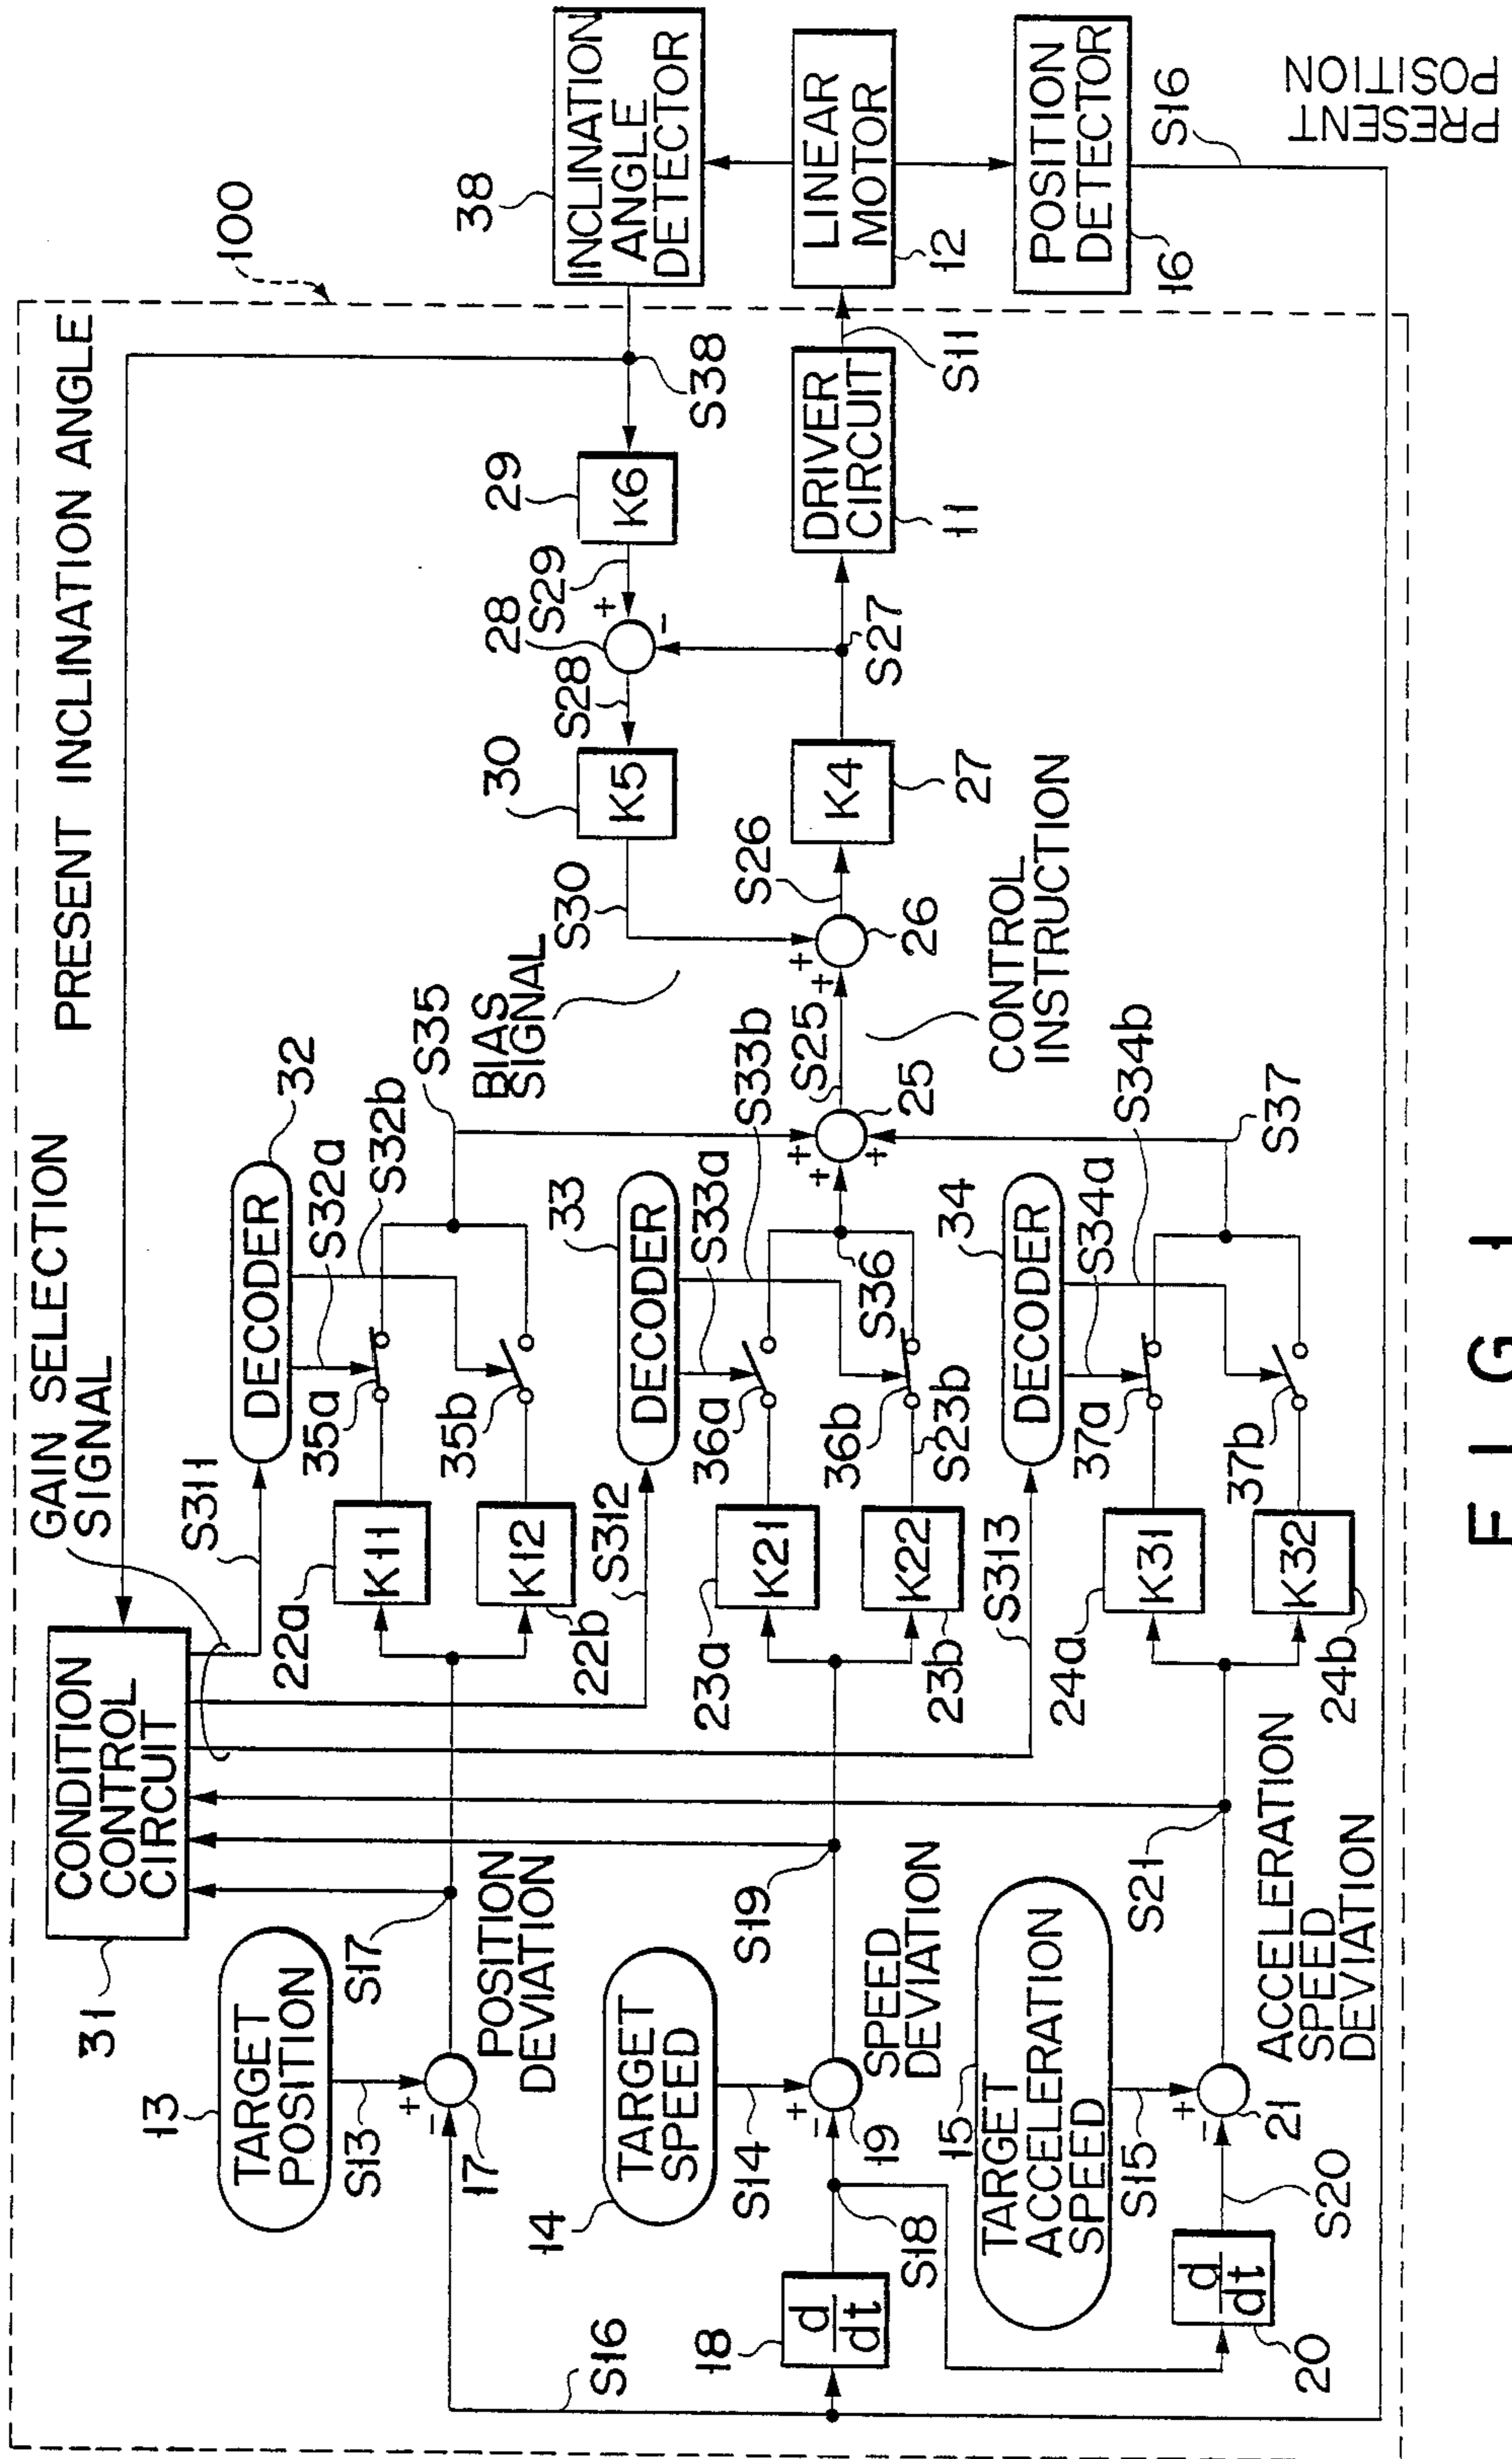 100
PRESENT INCLINATION ANGLE
GAIN SELECTION
SIGNAL
31
CONDITION
CONTROL
CIRCUIT
S311
S312
S313
13
TARGET
POSITION
S13
+
-
17
S17
POSITION
DEVIATION
22a
K11
22b
K12
32
DECODER
S32a
S32b
35a
35b
S35
14
TARGET
SPEED
S14
+
-
19
S19
SPEED
DEVIATION
23a
K21
23b
K22
S23b
33
DECODER
S33a
S33b
36a
36b
S36
15
TARGET
ACCELERATION
SPEED
S15
+
-
21
S21
ACCELERATION
SPEED
DEVIATION
24a
K31
24b
K32
34
DECODER
S34a
S34b
37a
37b
S37
S16
18
d
dt
S18
20
d
dt
S20
+
+
+
25
S25
CONTROL
INSTRUCTION
BIAS
SIGNAL
S30
+
+
26
S26
K4
27
S27
30
K5
S28
28
+
-
S29
29
K6
S38
DRIVER
CIRCUIT
11
S11
38
INCLINATION
ANGLE
DETECTOR
LINEAR
MOTOR
12
POSITION
DETECTOR
16
S16
PRESENT
POSITION
FIG 1